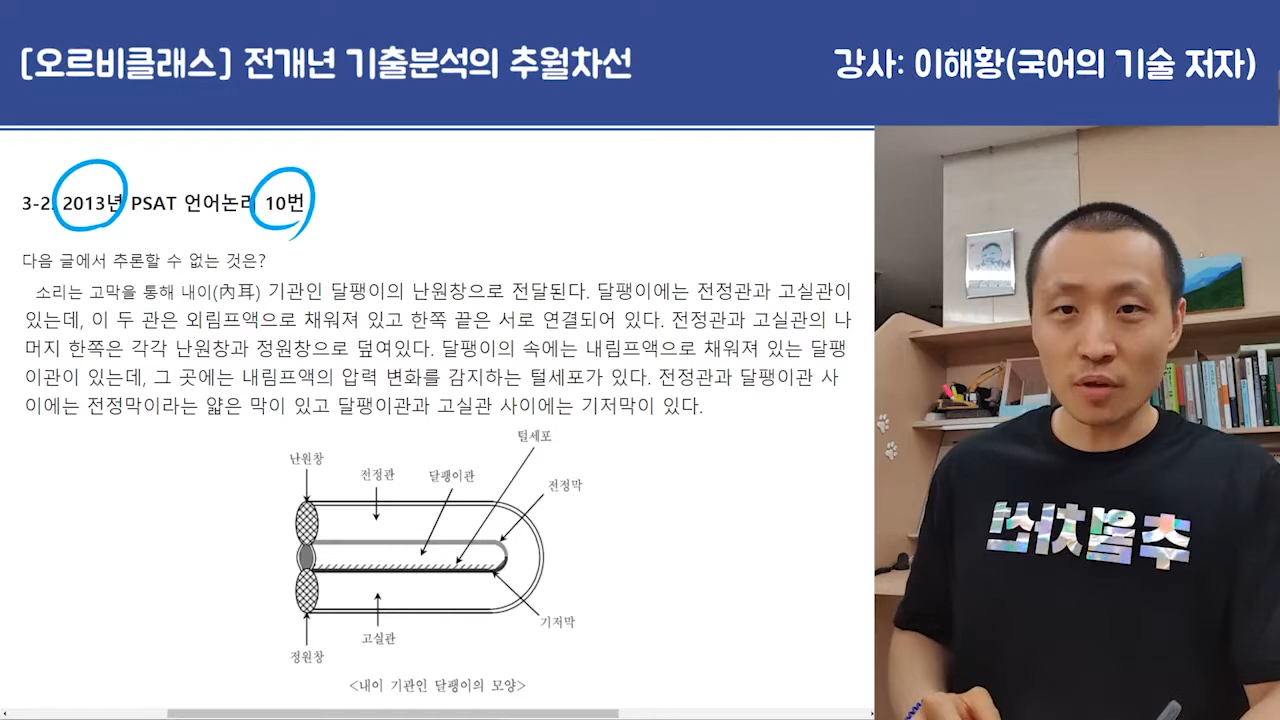 [오르비클래스] 전개년 기출분석의 추월차선
강사: 이해황(국어의 기술 저자)
3-2. 2013년 PSAT 언어논리 10번
다음 글에서 추론할 수 없는 것은?
소리는 고막을 통해 내이(內耳) 기관인 달팽이의 난원창으로 전달된다. 달팽이에는 전정관과 고실관이
있는데, 이 두 관은 외림프액으로 채워져 있고 한쪽 끝은 서로 연결되어 있다. 전정관과 고실관의 나
머지 한쪽은 각각 난원창과 정원창으로 덮여있다. 달팽이의 속에는 내림프액으로 채워져 있는 달팽
이관이 있는데, 그 곳에는 내림프액의 압력 변화를 감지하는 털세포가 있다. 전정관과 달팽이관 사
이에는 전정막이라는 얇은 막이 있고 달팽이관과 고실관 사이에는 기저막이 있다.
털세포
난원창
전정관
달팽이관
전정막
기저막
고실관
정원창
<내이 기관인 달팽이의 모양>
추월차선